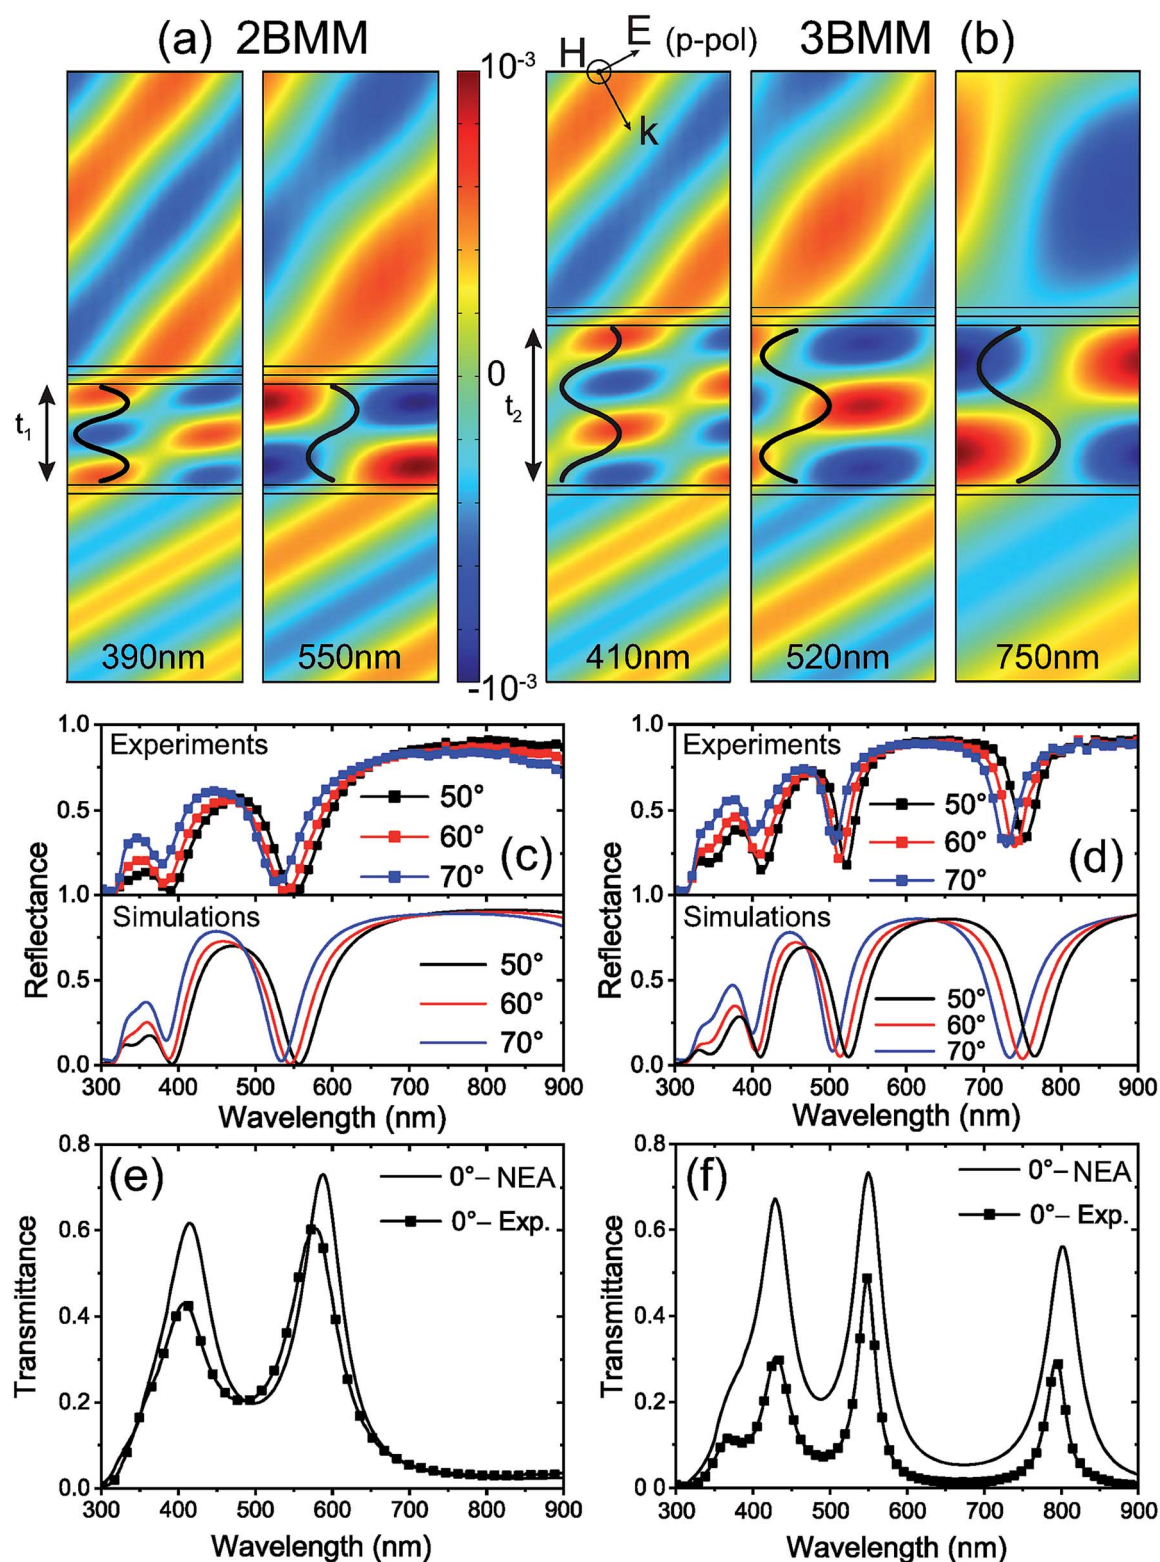 (a) 2BMM
H E (p-pol) 3BMM (b)
k
10⁻³
0
-10⁻³
t₁
t₂
390nm 550nm 410nm 520nm 750nm
1.0
Experiments
50°
0.5
60°
(c)
70°
1.0
Simulations
0.5
50°
60°
70°
0.0
300 400 500 600 700 800 900
Reflectance
Wavelength (nm)
1.0
Experiments
50°
0.5
60°
(d)
70°
1.0
Simulations
0.5
50°
60°
70°
0.0
300 400 500 600 700 800 900
Reflectance
Wavelength (nm)
0.8
(e)
0°– NEA
0.6
0°– Exp.
0.4
0.2
0.0
300 400 500 600 700 800 900
Transmittance
Wavelength (nm)
0.8
(f)
0°– NEA
0.6
0°– Exp.
0.4
0.2
0.0
300 400 500 600 700 800 900
Transmittance
Wavelength (nm)